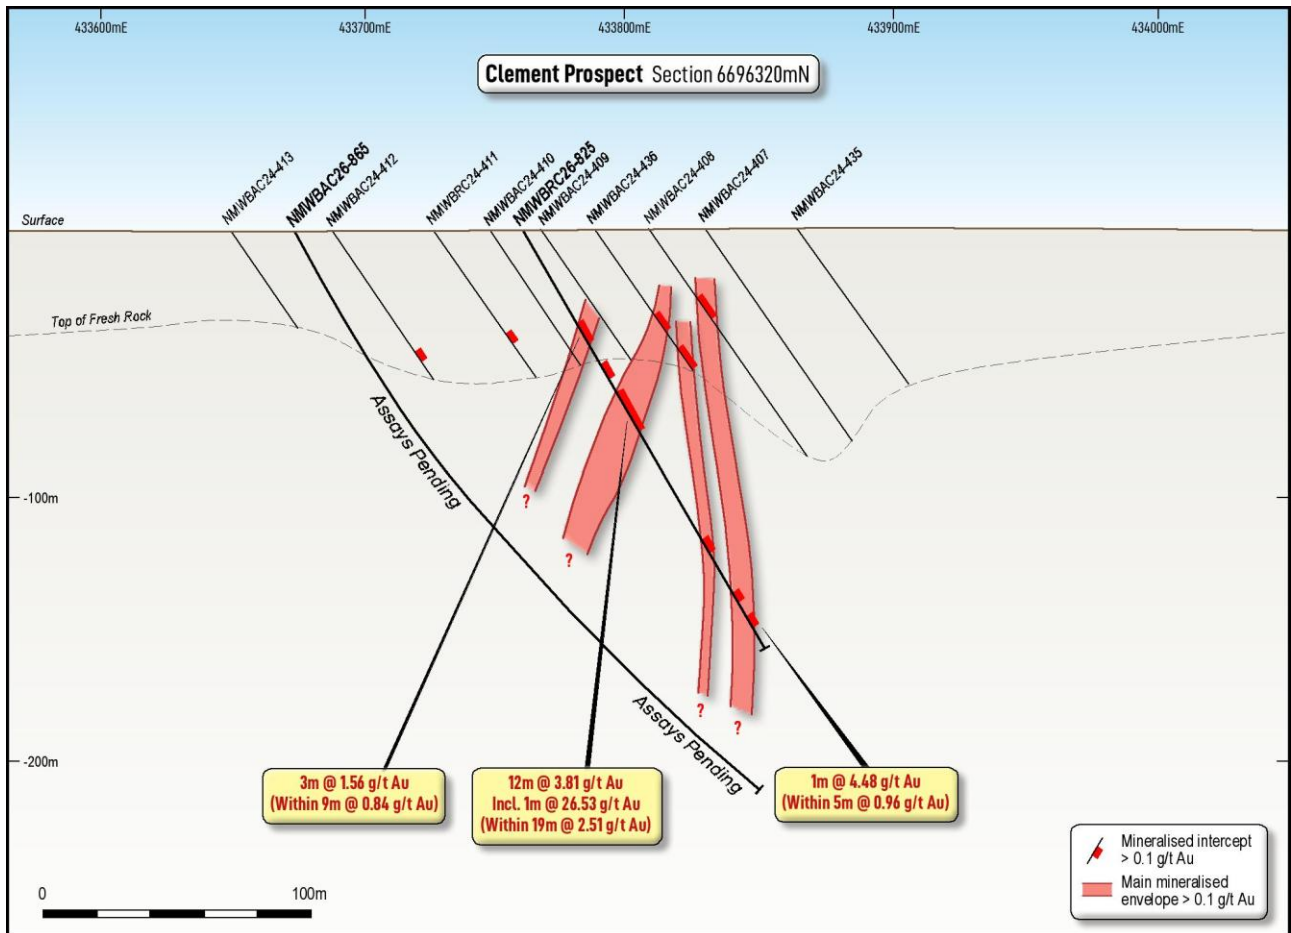 433600mE
433700mE
433800mE
433900mE
434000mE
Clement Prospect Section 6696320mN
NMWBAC24-413
NMWBAC26-865
NMWBAC24-412
NMWBRC24-411
NMWBAC24-410
NMWBRC26-825
NMWBAC24-409
NMWBAC24-436
NMWBAC24-408
NMWBAC24-407
NMWBAC24-435
Surface
Top of Fresh Rock
Assays Pending
-100m
?
?
Assays Pending
?
?
-200m
3m @ 1.56 g/t Au
(Within 9m @ 0.84 g/t Au)
12m @ 3.81 g/t Au
Incl. 1m @ 26.53 g/t Au
(Within 19m @ 2.51 g/t Au)
1m @ 4.48 g/t Au
(Within 5m @ 0.96 g/t Au)
Mineralised intercept
> 0.1 g/t Au
Main mineralised
envelope > 0.1 g/t Au
0 100m